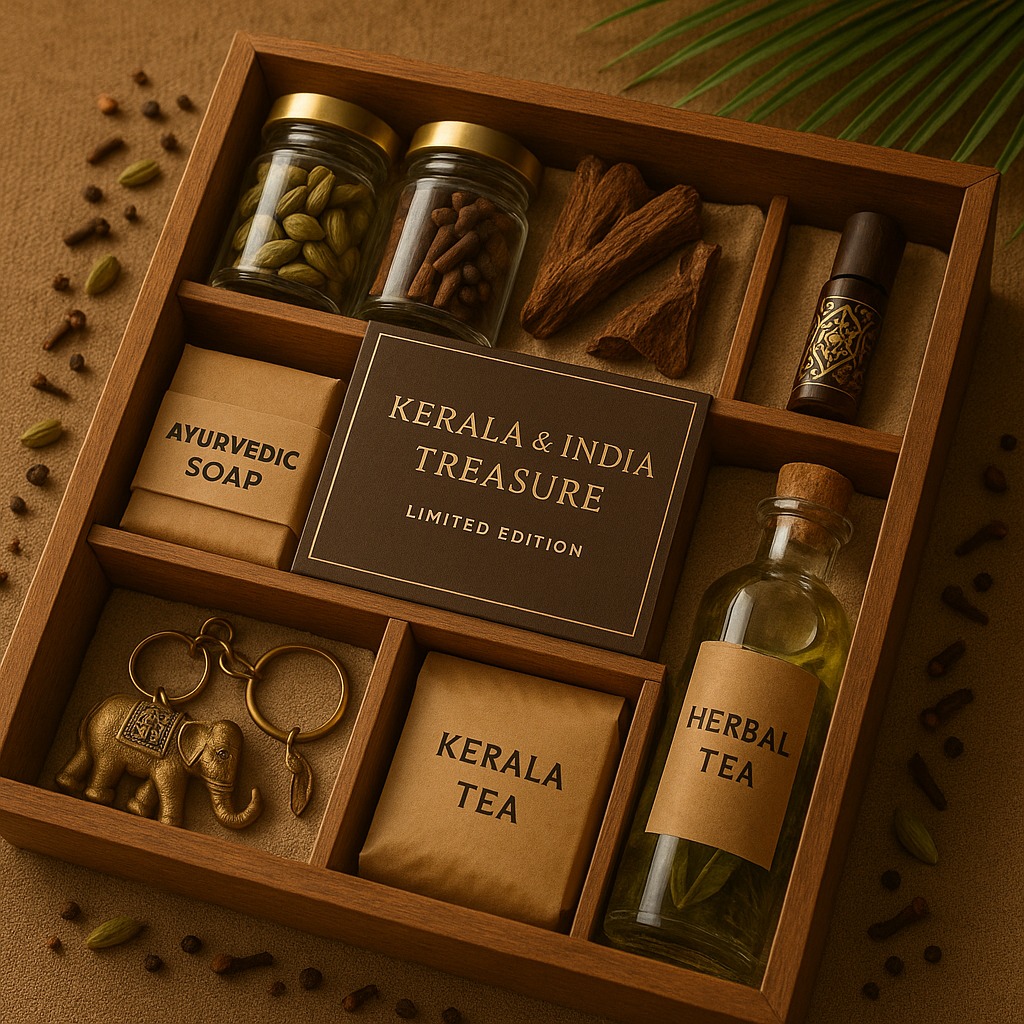 AYURVEDIC
SOAP
KERALA & INDIA
TREASURE
LIMITED EDITION
KERALA
TEA
HERBAL
TEA